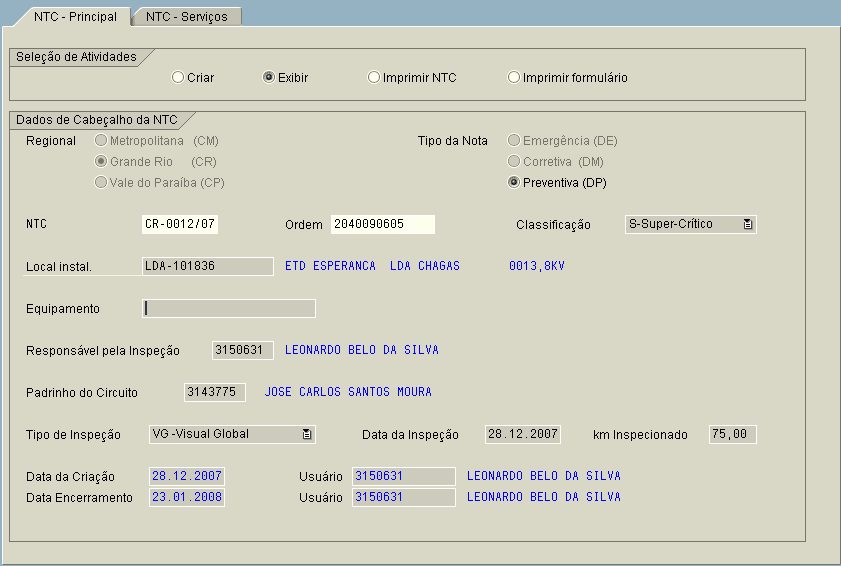 NTC - Principal NTC - Serviços
Seleção de Atividades
Criar Exibir Imprimir NTC Imprimir formulário
Dados de Cabeçalho da NTC
Regional Metropolitana (CM) Tipo da Nota Emergência (DE)
Grande Rio (CR) Corretiva (DM)
Vale do Paraíba (CP) Preventiva (DP)
NTC CR-0012/07 Ordem 2040090605 Classificação S-Super-Crítico
Local instal. LDA-101836 ETD ESPERANCA LDA CHAGAS 0013,8KV
Equipamento
Responsável pela Inspeção 3150631 LEONARDO BELO DA SILVA
Padrinho do Circuito 3143775 JOSE CARLOS SANTOS MOURA
Tipo de Inspeção VG -Visual Global Data da Inspeção 28.12.2007 km Inspecionado 75,00
Data da Criação 28.12.2007 Usuário 3150631 LEONARDO BELO DA SILVA
Data Encerramento 23.01.2008 Usuário 3150631 LEONARDO BELO DA SILVA